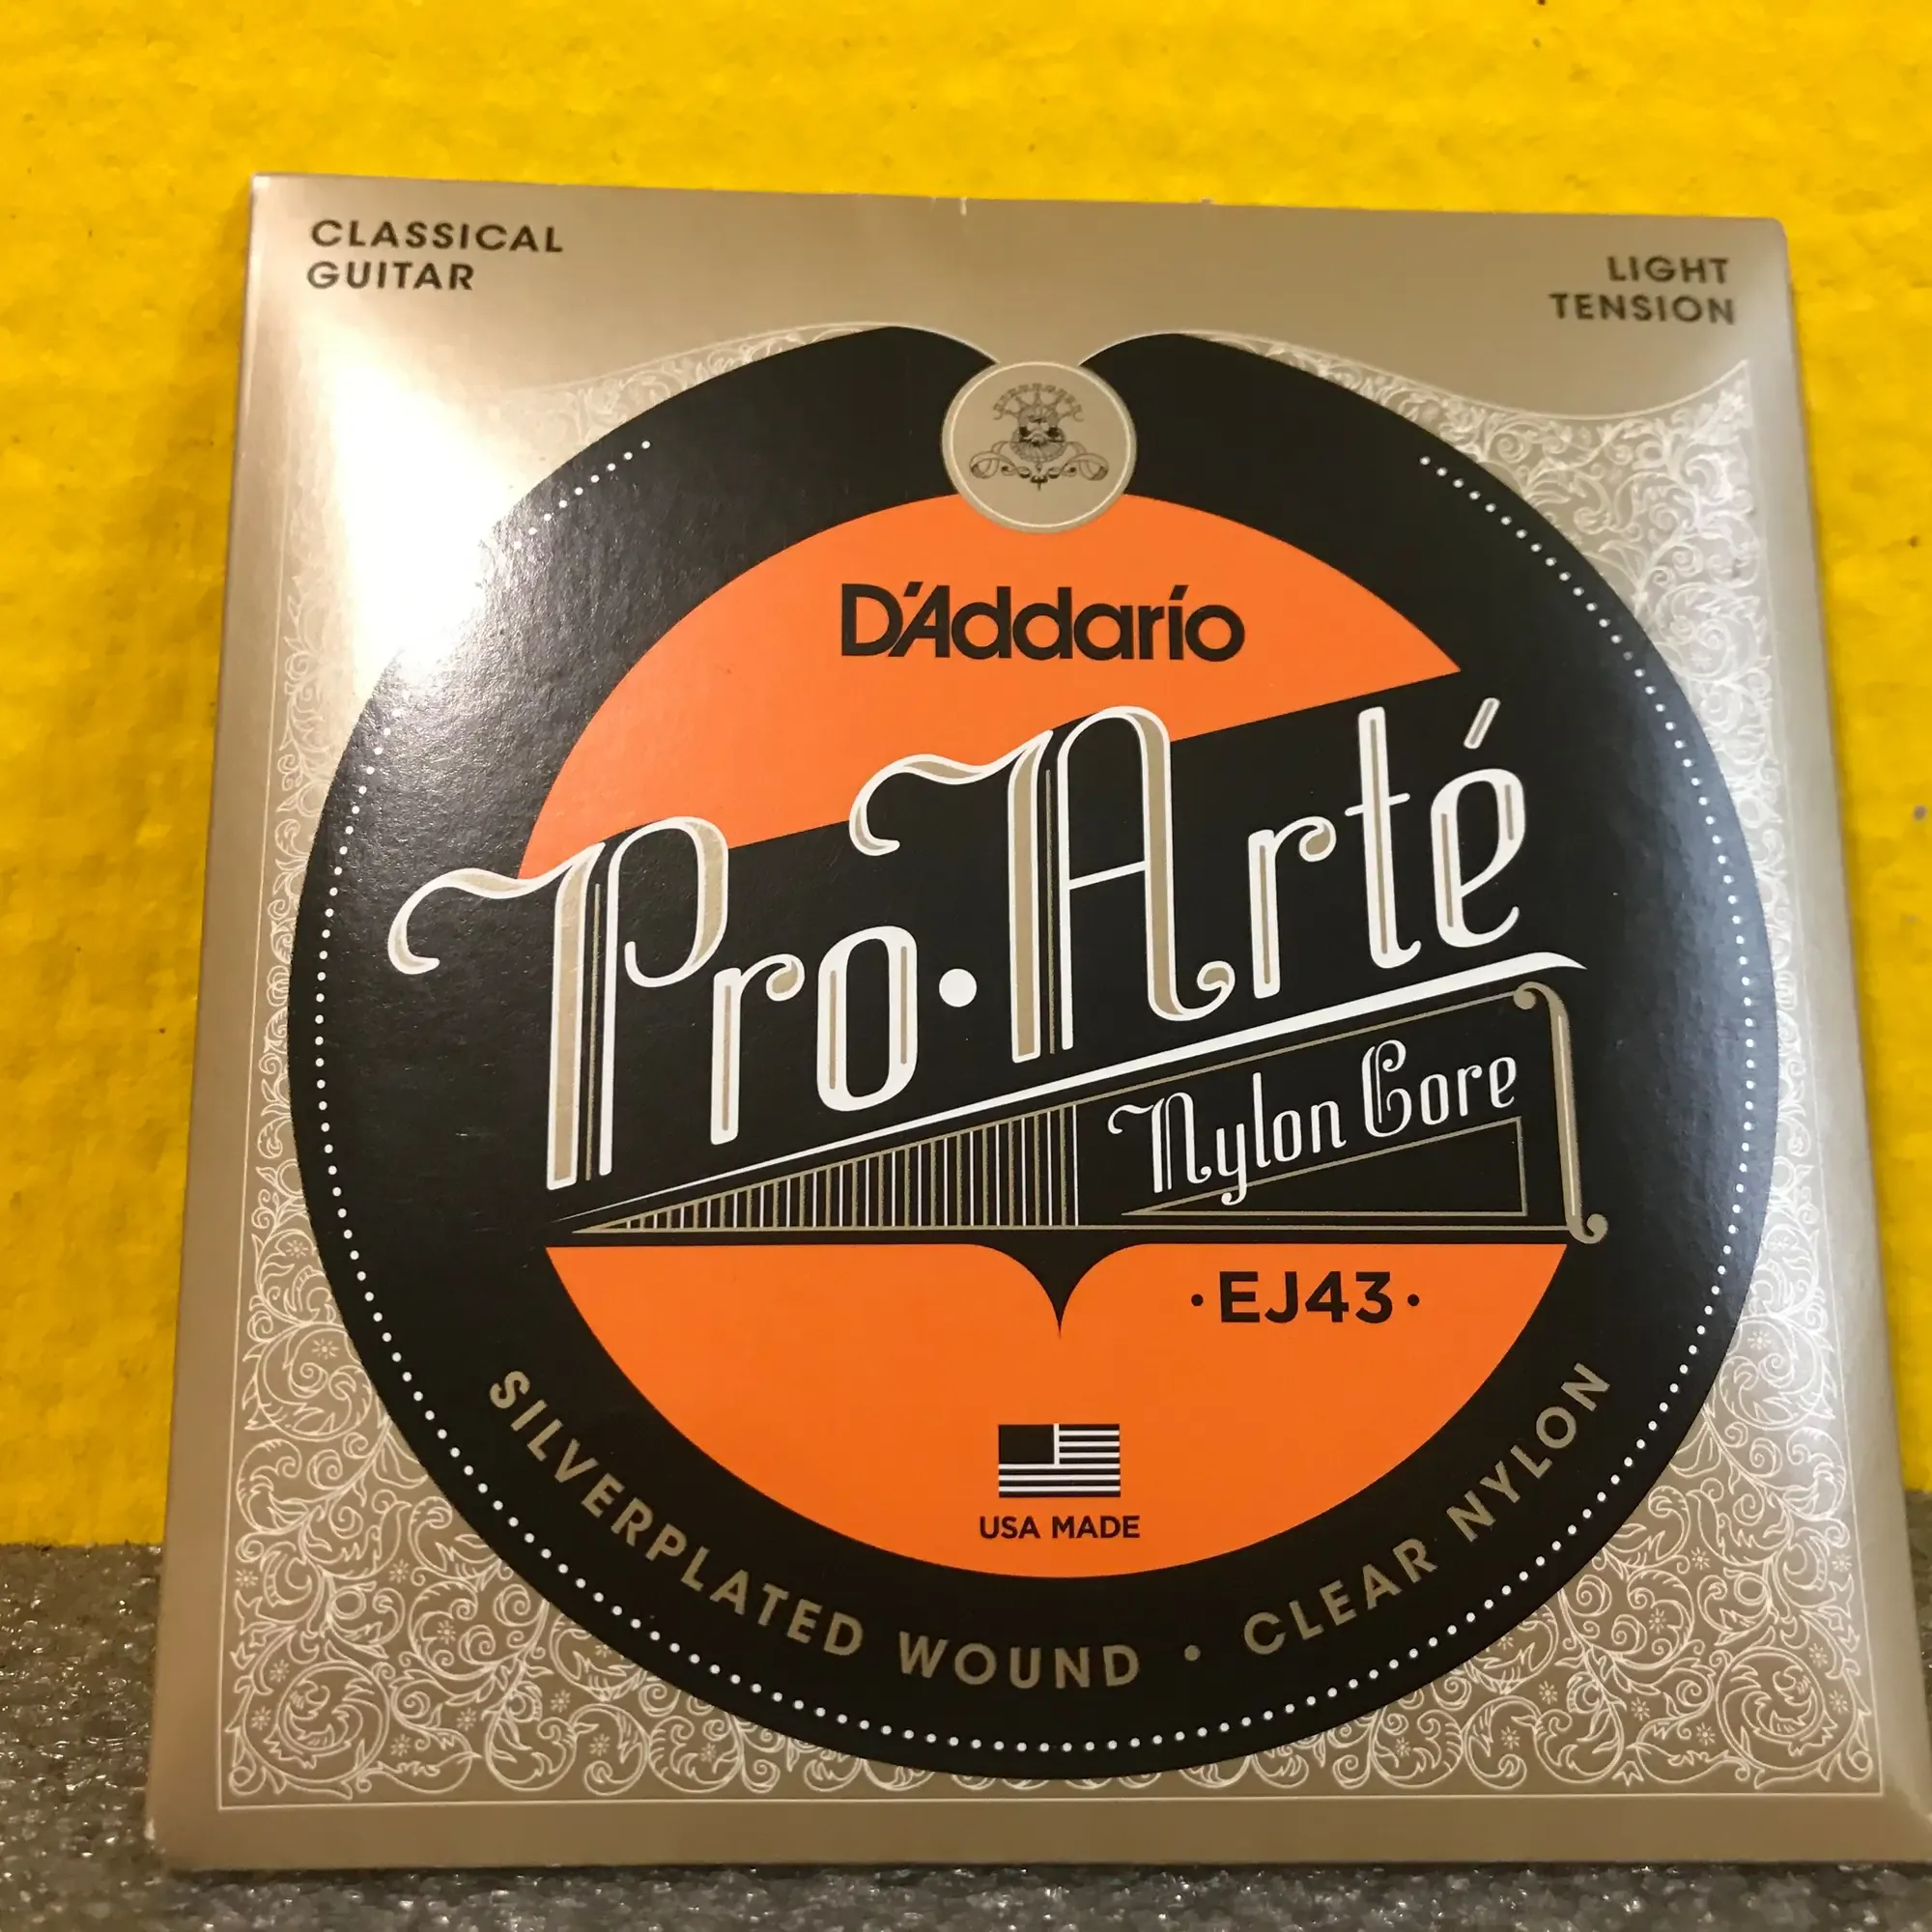 CLASSICAL
GUITAR
LIGHT
TENSION
D'Addario
Pro·Arté
Nylon Core
·EJ43·
USA MADE
SILVERPLATED WOUND • CLEAR NYLON